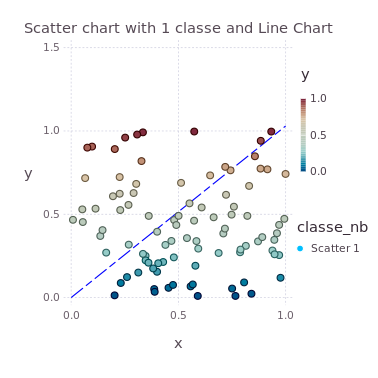 Scatter chart with 1 classe and Line Chart
1.5
1.0
0.5
0.0
y
0.0 0.5 1.0
x
y
1.0
0.5
0.0
classe_nb
Scatter 1